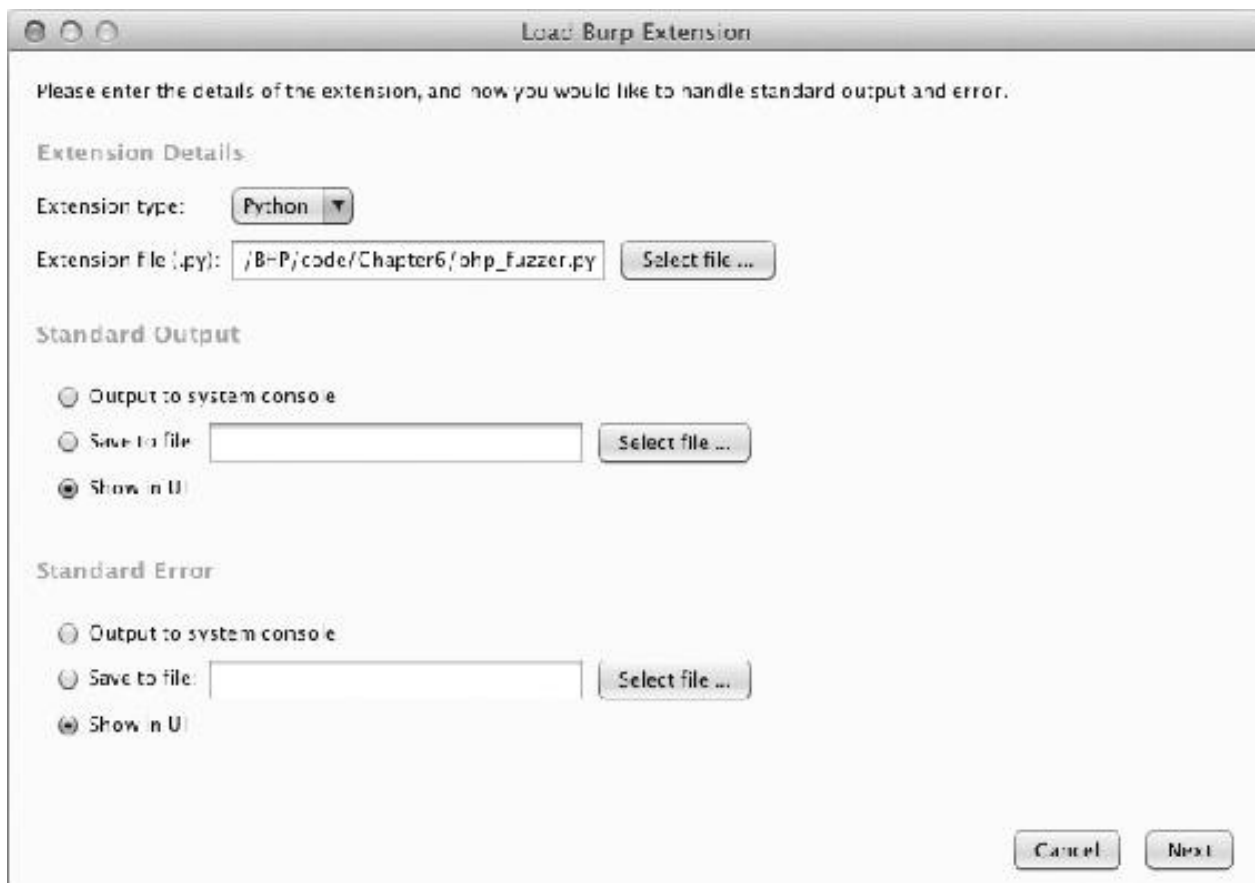 Load Burp Extension
Please enter the details of the extension, and how you would like to handle standard output and error.
Extension Details
Extension type: Python
Extension file (.py): /BHP/code/Chapter6/bhp_fuzzer.py Select file ...
Standard Output
Output to system console
Save to file: Select file ...
Show in UI
Standard Error
Output to system console
Save to file: Select file ...
Show in UI
Cancel Next